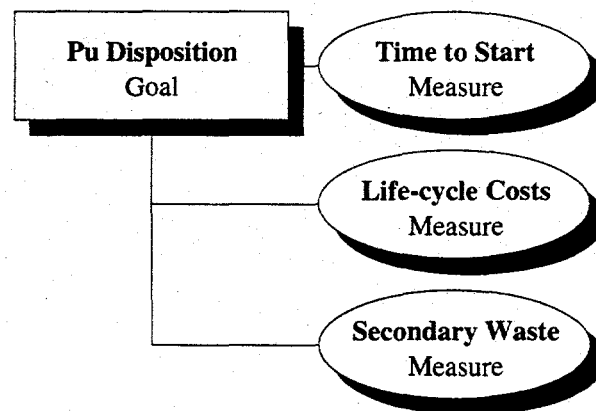 Pu Disposition
Goal
Time to Start
Measure
Life-cycle Costs
Measure
Secondary Waste
Measure